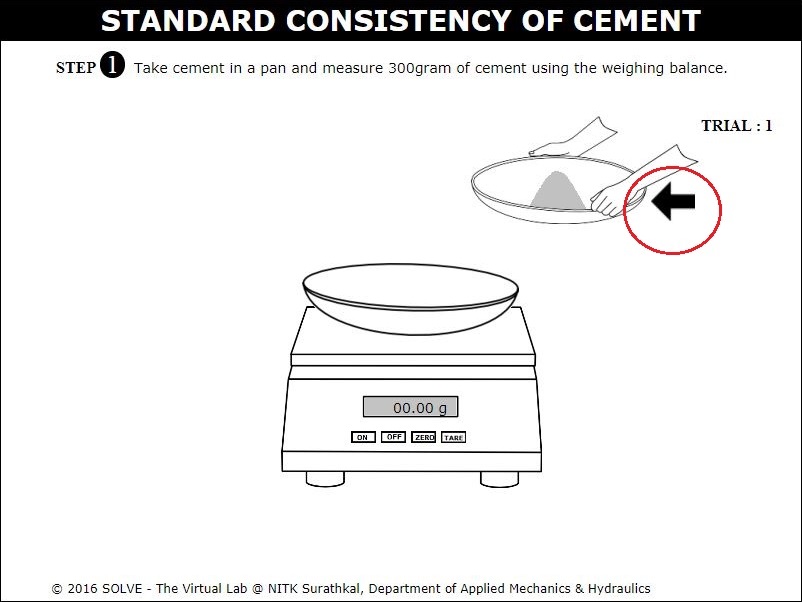 STANDARD CONSISTENCY OF CEMENT
STEP 1 Take cement in a pan and measure 300gram of cement using the weighing balance.
TRIAL : 1
00.00 g
ON OFF ZERO TARE
© 2016 SOLVE - The Virtual Lab @ NITK Surathkal, Department of Applied Mechanics & Hydraulics